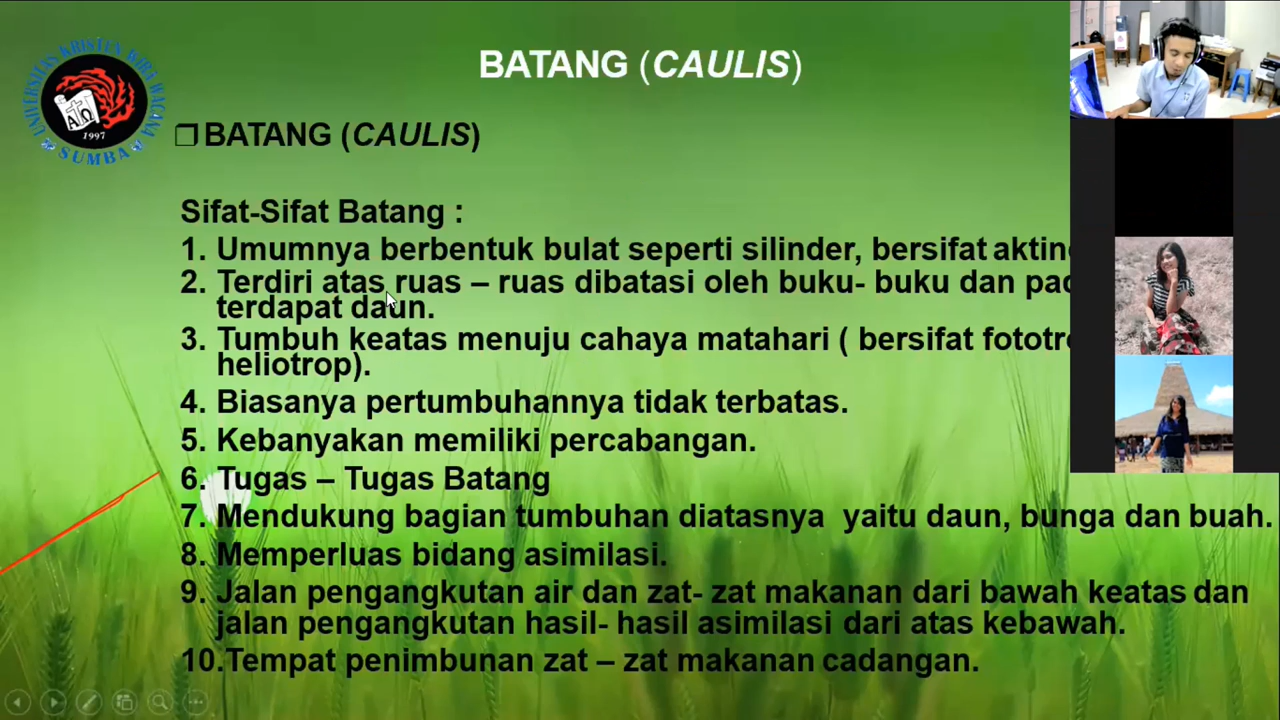 BATANG (CAULIS)
UNIVERSITAS KRISTEN WIRA WACANA
A Ω
1997
SUMBA
❐ BATANG (CAULIS)
Sifat-Sifat Batang :
1. Umumnya berbentuk bulat seperti silinder, bersifat
2. Terdiri atas ruas – ruas dibatasi oleh buku- buku dan
terdapat daun.
3. Tumbuh keatas menuju cahaya matahari ( bersifat
heliotrop).
4. Biasanya pertumbuhannya tidak terbatas.
5. Kebanyakan memiliki percabangan.
6. Tugas – Tugas Batang
7. Mendukung bagian tumbuhan diatasnya yaitu daun, bunga dan buah.
8. Memperluas bidang asimilasi.
9. Jalan pengangkutan air dan zat- zat makanan dari bawah keatas dan
jalan pengangkutan hasil- hasil asimilasi dari atas kebawah.
10.Tempat penimbunan zat – zat makanan cadangan.